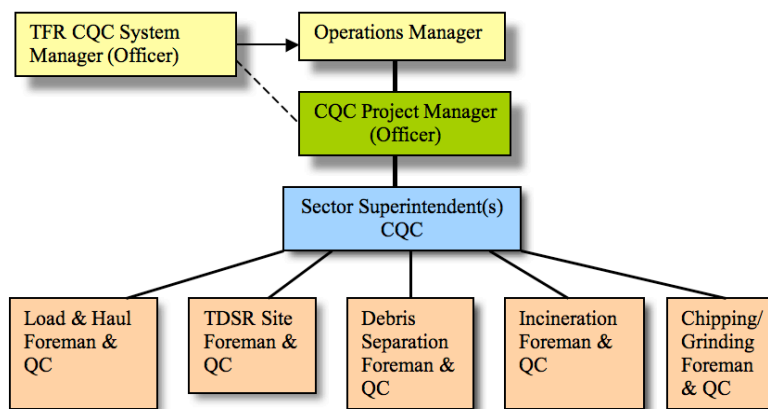 TFR CQC System
Manager (Officer)
Operations Manager
CQC Project Manager
(Officer)
Sector Superintendent(s)
CQC
Load & Haul
Foreman &
QC
TDSR Site
Foreman &
QC
Debris
Separation
Foreman &
QC
Incineration
Foreman &
QC
Chipping/
Grinding
Foreman
& QC